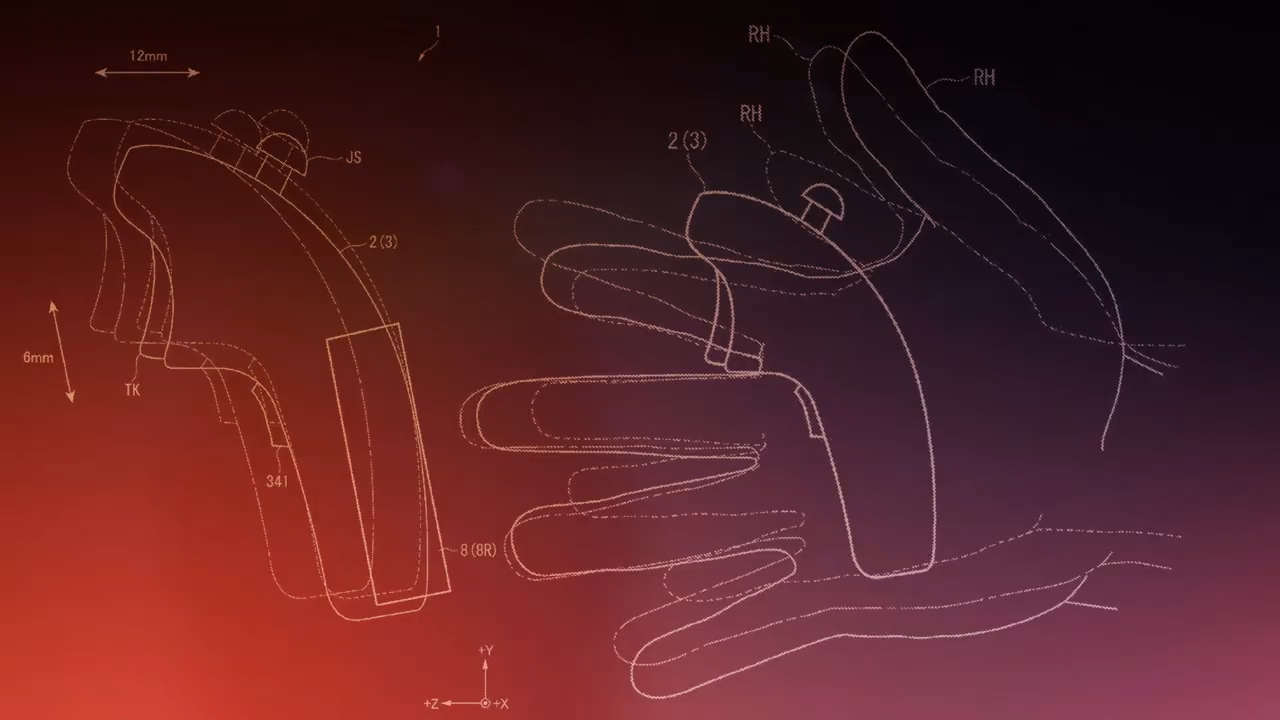 1
12mm
JS
2(3)
6mm
TK
341
8(8R)
+Y
+Z
+X
RH
RH
RH
2(3)